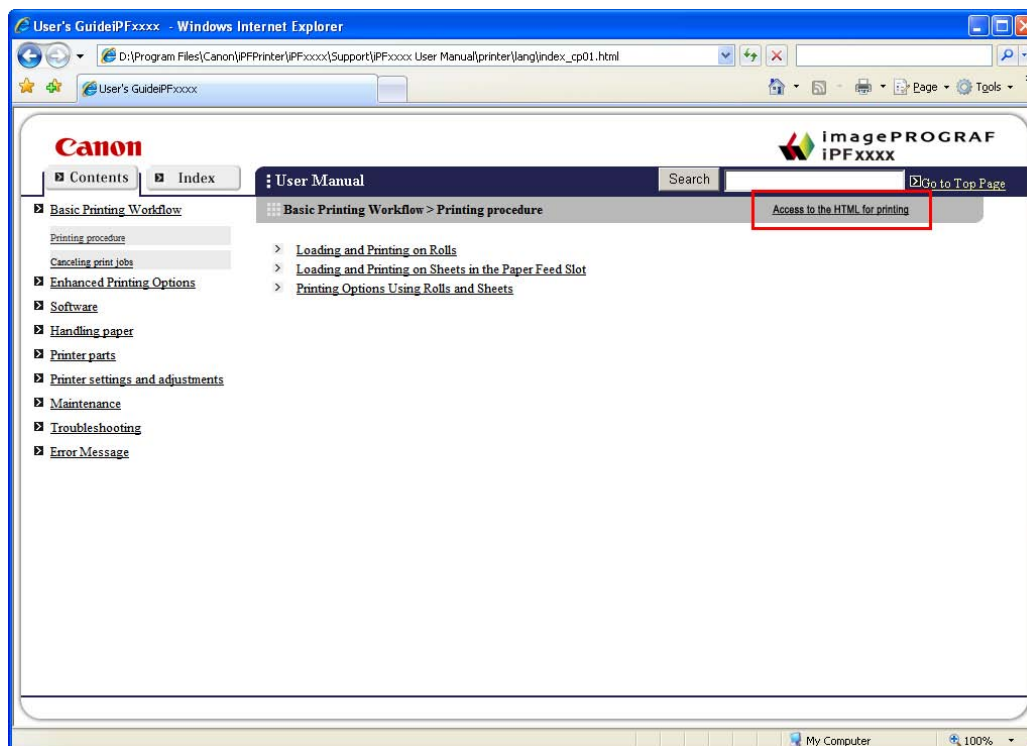 User's GuideiPFxxxx - Windows Internet Explorer
D:\Program Files\Canon\iPFPrinter\iPFxxxx\Support\iPFxxxx User Manual\printer\lang\index_cp01.html
User's GuideiPFxxxx
Page
Tools
Canon
imagePROGRAF
iPFxxxx
Contents
Index
User Manual
Search
Go to Top Page
Basic Printing Workflow
Printing procedure
Canceling print jobs
Enhanced Printing Options
Software
Handling paper
Printer parts
Printer settings and adjustments
Maintenance
Troubleshooting
Error Message
Basic Printing Workflow > Printing procedure
Access to the HTML for printing
Loading and Printing on Rolls
Loading and Printing on Sheets in the Paper Feed Slot
Printing Options Using Rolls and Sheets
My Computer
100%